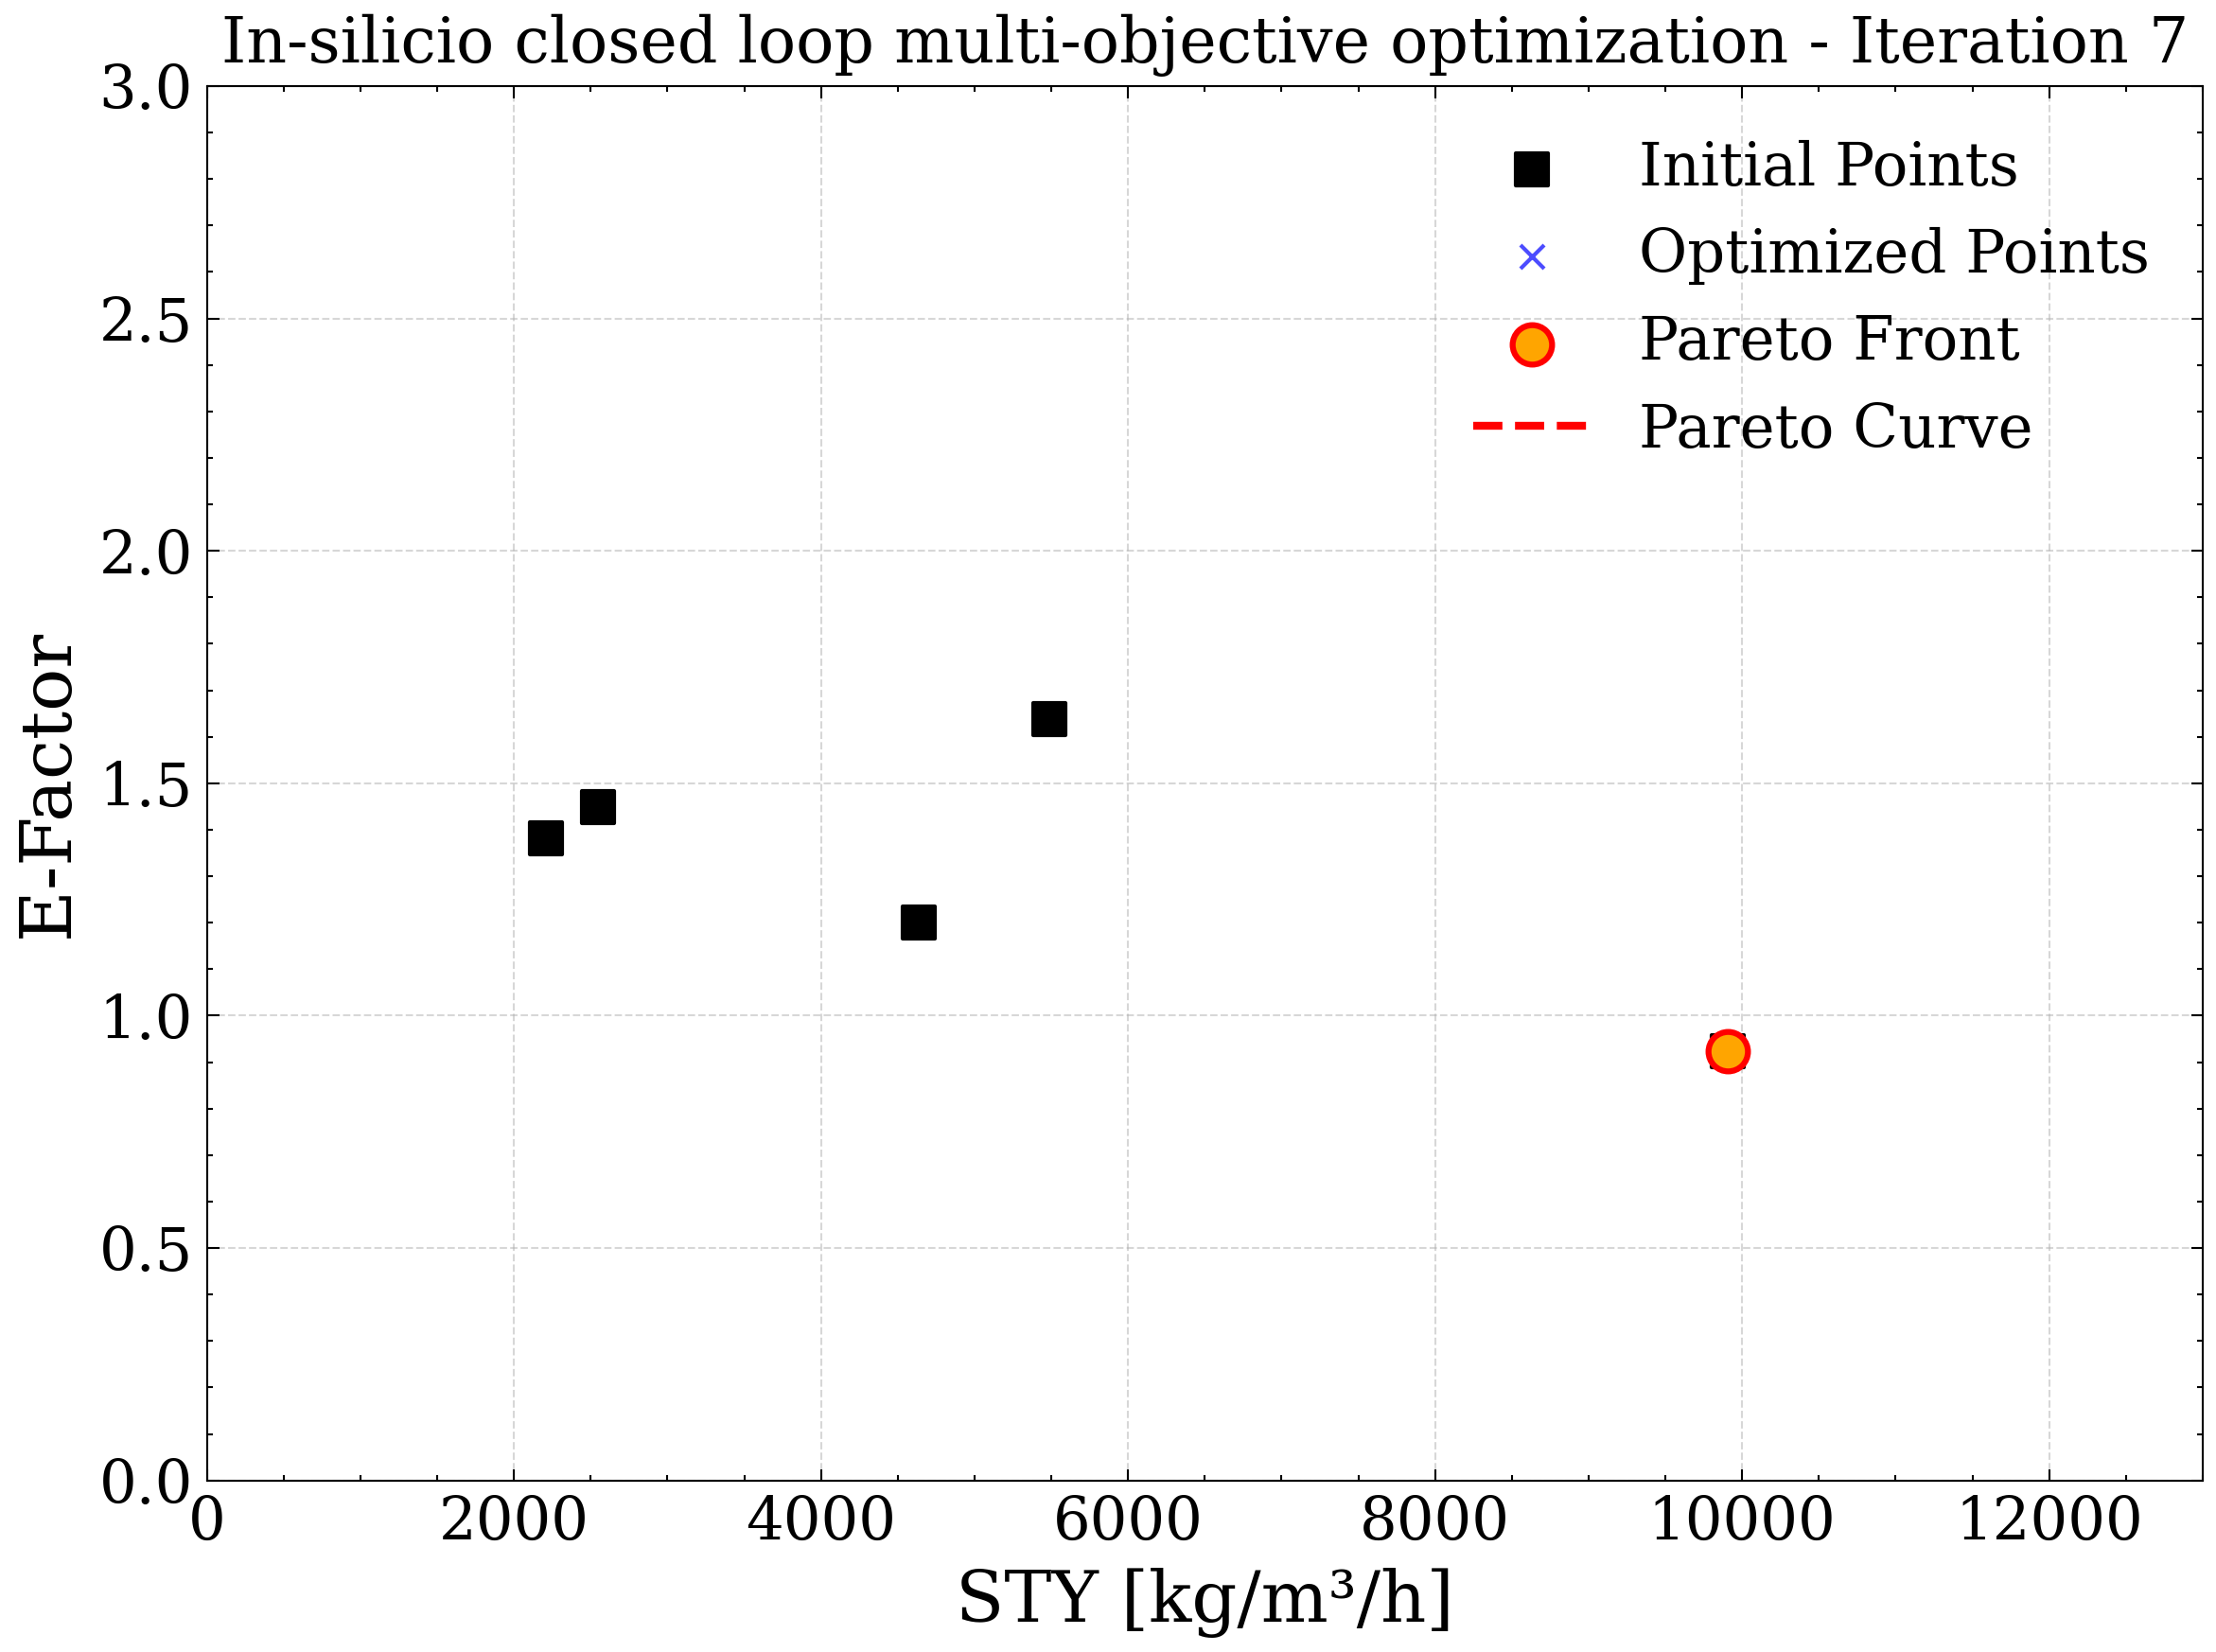 In-silicio closed loop multi-objective optimization - Iteration 7
3.0
2.5
2.0
1.5
1.0
0.5
0.0
E-Factor
Initial Points
Optimized Points
Pareto Front
Pareto Curve
0 2000 4000 6000 8000 10000 12000
STY [kg/m³/h]